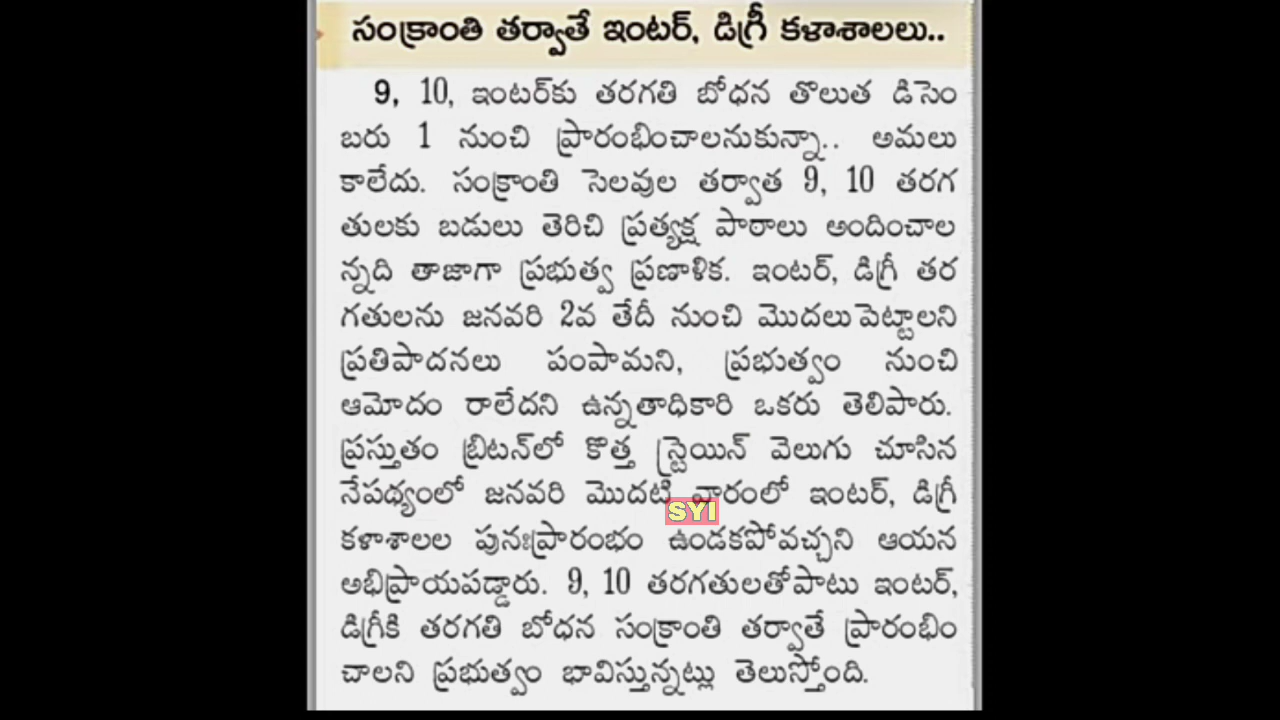 సంక్రాంతి తర్వాతే ఇంటర్, డిగ్రీ కళాశాలలు..
9, 10, ఇంటర్‌కు తరగతి బోధన తొలుత డిసెం
బరు 1 నుంచి ప్రారంభించాలనుకున్నా.. అమలు
కాలేదు. సంక్రాంతి సెలవుల తర్వాత 9, 10 తరగ
తులకు బడులు తెరిచి ప్రత్యక్ష పాఠాలు అందించాల
న్నది తాజాగా ప్రభుత్వ ప్రణాళిక. ఇంటర్, డిగ్రీ తర
గతులను జనవరి 2వ తేదీ నుంచి మొదలుపెట్టాలని
ప్రతిపాదనలు పంపామని, ప్రభుత్వం నుంచి
ఆమోదం రాలేదని ఉన్నతాధికారి ఒకరు తెలిపారు.
ప్రస్తుతం బ్రిటన్‌లో కొత్త స్ట్రెయిన్ వెలుగు చూసిన
నేపథ్యంలో జనవరి మొదటి వారంలో ఇంటర్, డిగ్రీ
SYI
కళాశాలల పునఃప్రారంభం ఉండకపోవచ్చని ఆయన
అభిప్రాయపడ్డారు. 9, 10 తరగతులతోపాటు ఇంటర్,
డిగ్రీకి తరగతి బోధన సంక్రాంతి తర్వాతే ప్రారంభిం
చాలని ప్రభుత్వం భావిస్తున్నట్లు తెలుస్తోంది.